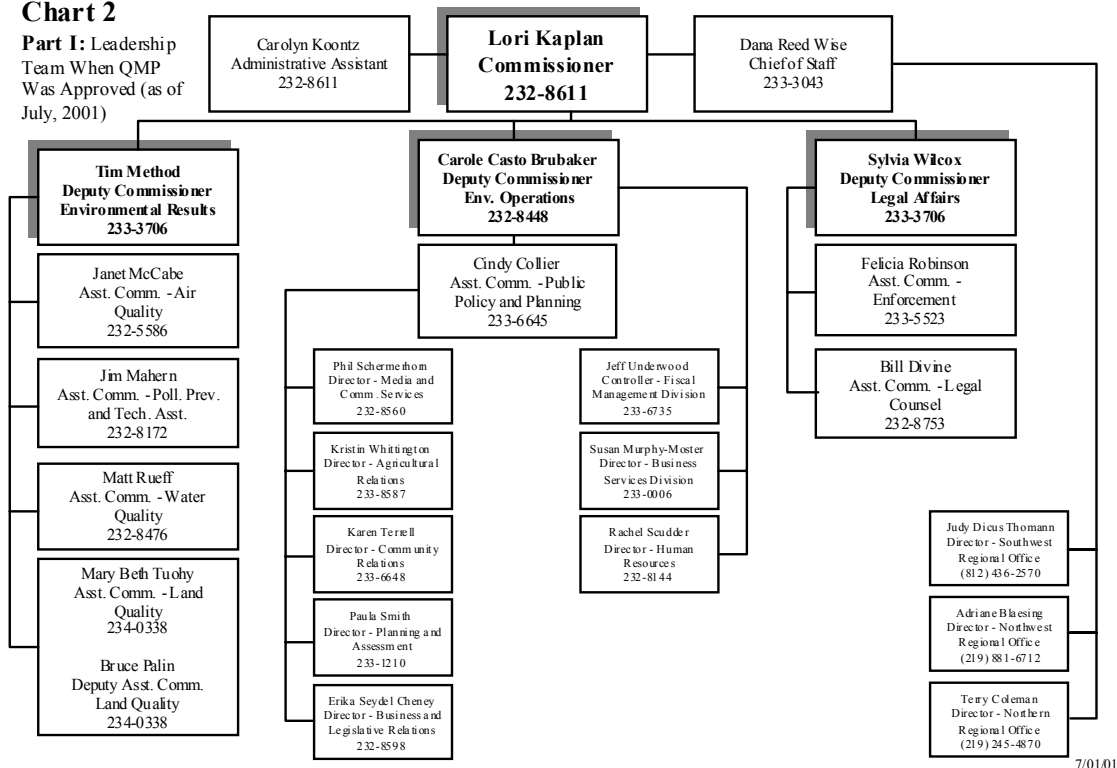 Chart 2
Part I: Leadership
Team When QMP
Was Approved (as of
July, 2001)
Carolyn Koontz
Administrative Assistant
232-8611
Lori Kaplan
Commissioner
232-8611
Dana Reed Wise
Chief of Staff
233-3043
Tim Method
Deputy Commissioner
Environmental Results
233-3706
Janet McCabe
Asst. Comm. - Air
Quality
232-5586
Jim Mahern
Asst. Comm. - Poll. Prev.
and Tech. Asst.
232-8172
Matt Rueff
Asst. Comm. - Water
Quality
232-8476
Mary Beth Tuohy
Asst. Comm. - Land
Quality
234-0338
Bruce Palin
Deputy Asst. Comm.
Land Quality
234-0338
Carole Casto Brubaker
Deputy Commissioner
Env. Operations
232-8448
Cindy Collier
Asst. Comm. - Public
Policy and Planning
233-6645
Phil Schermerhorn
Director - Media and
Comm. Services
232-8560
Kristin Whittington
Director - Agricultural
Relations
233-8587
Karen Terrell
Director - Community
Relations
233-6648
Paula Smith
Director - Planning and
Assessment
233-1210
Erika Seydel Cheney
Director - Business and
Legislative Relations
232-8598
Jeff Underwood
Controller - Fiscal
Management Division
233-6735
Susan Murphy-Moster
Director - Business
Services Division
233-0006
Rachel Scudder
Director - Human
Resources
232-8144
Sylvia Wilcox
Deputy Commissioner
Legal Affairs
233-3706
Felicia Robinson
Asst. Comm. -
Enforcement
233-5523
Bill Divine
Asst. Comm. - Legal
Counsel
232-8753
Judy Dicus Thomann
Director - Southwest
Regional Office
(812) 436-2570
Adriane Blaesing
Director - Northwest
Regional Office
(219) 881-6712
Terry Coleman
Director - Northern
Regional Office
(219) 245-4870
7/01/01